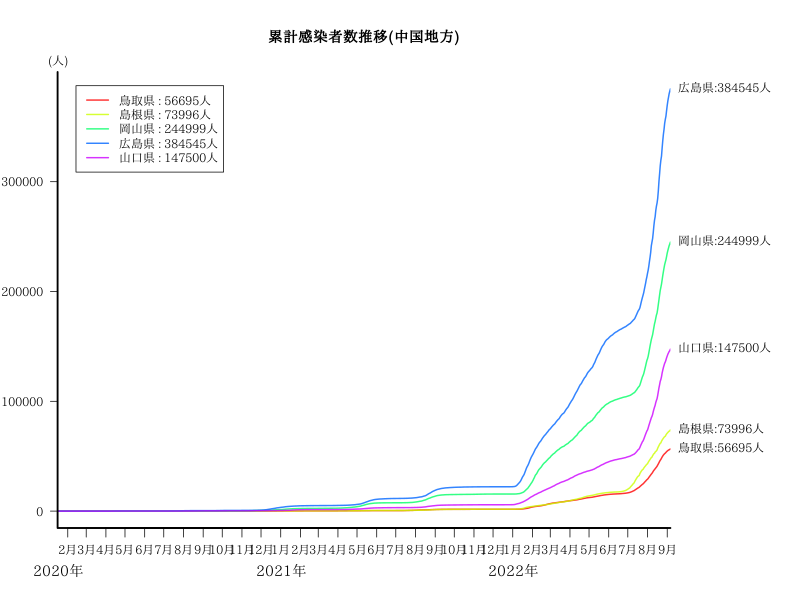 累計感染者数推移(中国地方)
(人)
鳥取県 : 56695人
島根県 : 73996人
岡山県 : 244999人
広島県 : 384545人
山口県 : 147500人
広島県:384545人
岡山県:244999人
山口県:147500人
島根県:73996人
鳥取県:56695人
300000
200000
100000
0
2月3月4月5月6月7月8月9月10月11月12月1月2月3月4月5月6月7月8月9月10月11月12月1月2月3月4月5月6月7月8月9月
2020年 2021年 2022年